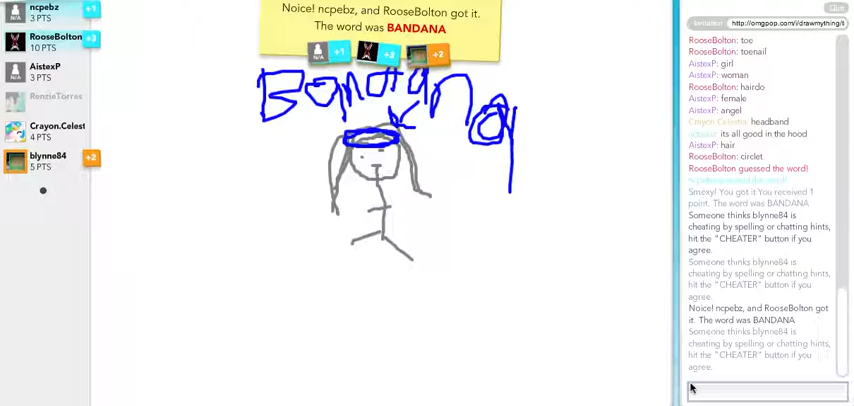 ncpebz
+1
3 PTS
RooseBolton
+3
10 PTS
AistexP
3 PTS
RenzieTorres
Crayon.Celest
4 PTS
blynne84
+2
5 PTS
Noice! ncpebz, and RooseBolton got it.
The word was BANDANA
+1
+3
+2
Bandana
http://omgpop.com/i/drawmything/t
RooseBolton: toe
RooseBolton: toenail
AistexP: girl
AistexP: woman
RooseBolton: hairdo
AistexP: female
AistexP: angel
Crayon Celestia: headband
its all good in the hood
AistexP: hair
RooseBolton: circlet
RooseBolton guessed the word!
Smexy! You got it You received 1
point. The word was BANDANA
Someone thinks blynne84 is
cheating by spelling or chatting hints,
hit the "CHEATER" button if you
agree.
Someone thinks blynne84 is
cheating by spelling or chatting hints,
hit the "CHEATER" button if you
agree.
Noice! ncpebz, and RooseBolton got
it. The word was BANDANA
Someone thinks blynne84 is
cheating by spelling or chatting hints,
hit the "CHEATER" button if you
agree.